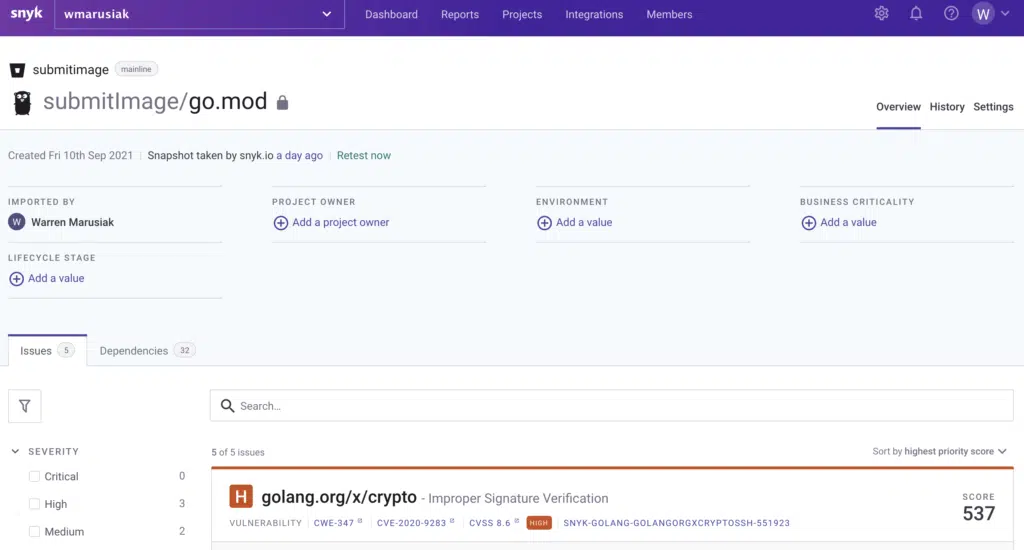 snyk wmarusiak Dashboard Reports Projects Integrations Members W
submitimage mainline
submitImage/go.mod
Overview History Settings
Created Fri 10th Sep 2021 Snapshot taken by snyk.io a day ago Retest now
IMPORTED BY PROJECT OWNER ENVIRONMENT BUSINESS CRITICALITY
W Warren Marusiak Add a project owner Add a value Add a value
LIFECYCLE STAGE
Add a value
Issues 5 Dependencies 32
Search...
SEVERITY 5 of 5 issues Sort by highest priority score
Critical 0
High 3
Medium 2
H golang.org/x/crypto - Improper Signature Verification SCORE
537
VULNERABILITY CWE-347 CVE-2020-9283 CVSS 8.6 HIGH SNYK-GOLANG-GOLANGORGXCRYPTOSSH-551923